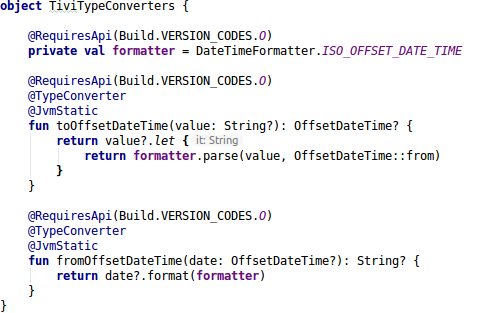 object TiviTypeConverters {
@RequiresApi(Build.VERSION_CODES.O)
private val formatter = DateTimeFormatter.ISO_OFFSET_DATE_TIME
@RequiresApi(Build.VERSION_CODES.O)
@TypeConverter
@JvmStatic
fun toOffsetDateTime(value: String?): OffsetDateTime? {
return value?.let { it: String
return formatter.parse(value, OffsetDateTime::from)
}
}
@RequiresApi(Build.VERSION_CODES.O)
@TypeConverter
@JvmStatic
fun fromOffsetDateTime(date: OffsetDateTime?): String? {
return date?.format(formatter)
}
}